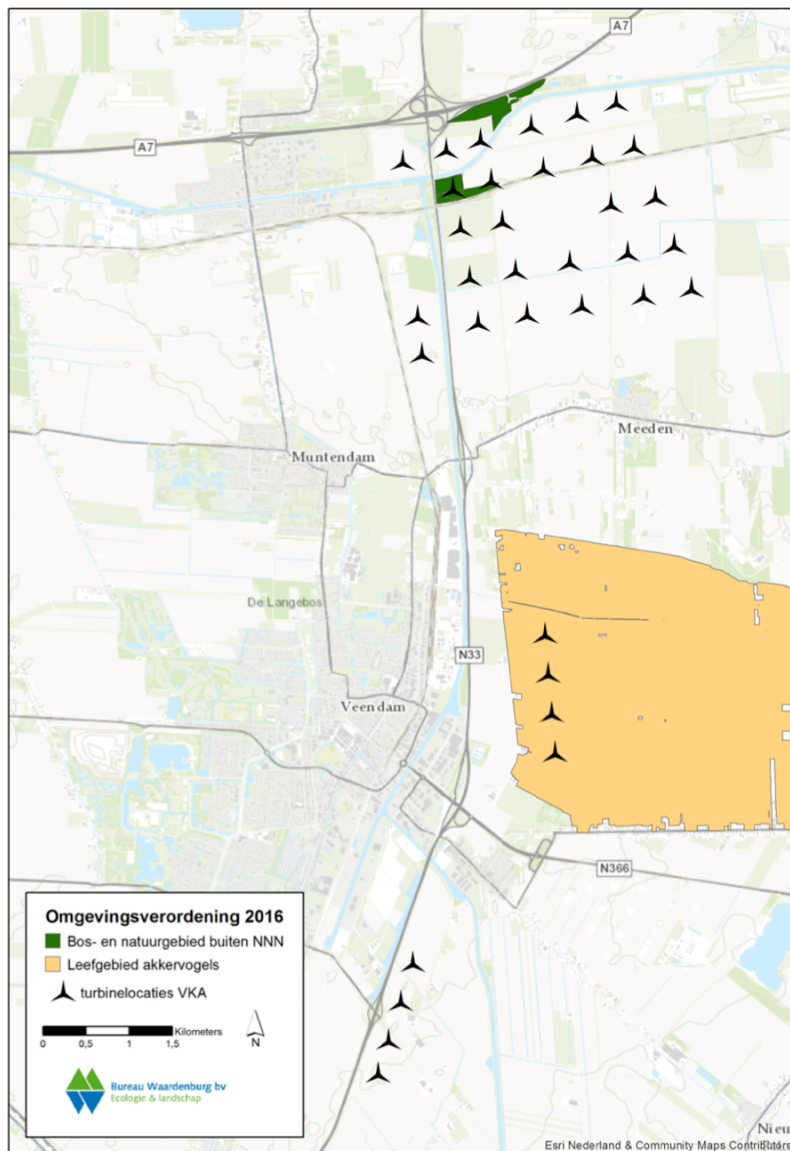 A7
A7
Meeden
Muntendam
De Langebos
N33
Veendam
N366
Omgevingsverordening 2016
Bos- en natuurgebied buiten NNN
Leefgebied akkervogels
turbinelocaties VKA
Kilometers
0 0,5 1 1,5
N
Bureau Waardenburg bv
Ecologie & landschap
Nieu
Esri Nederland & Community Maps Contributors